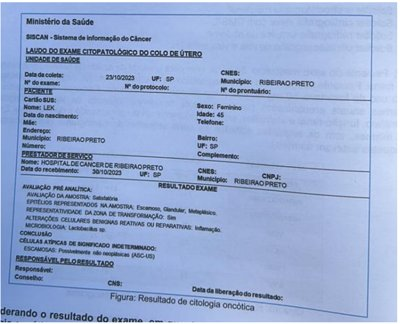 Ministério da Saúde
SISCAN - Sistema de informação do Câncer
LAUDO DO EXAME CITOPATOLÓGICO DO COLO DE ÚTERO
UNIDADE DE SAÚDE
CNES:
Data da coleta: 23/10/2023 UF: SP Município: RIBEIRAO PRETO
Nº do exame: Nº do protocolo: Nº do prontuário:
PACIENTE
Cartão SUS: Sexo: Feminino
Nome: LEK Idade: 45
Data do nascimento: Telefone:
Mãe:
Endereço: Bairro:
Município: RIBEIRAO PRETO UF: SP
Número: Complemento:
PRESTADOR DE SERVIÇO
Nome: HOSPITAL DE CANCER DE RIBEIRAO PRETO CNES: CNPJ:
Data do recebimento: 30/10/2023 UF: SP Município: RIBEIRAO PRETO
RESULTADO EXAME
AVALIAÇÃO PRÉ ANALÍTICA:
AVALIAÇÃO DA AMOSTRA: Satisfatória
EPITÉLIOS REPRESENTADOS NA AMOSTRA: Escamoso, Glandular, Metaplásico.
REPRESENTATIVIDADE DA ZONA DE TRANSFORMAÇÃO: Sim
ALTERAÇÕES CELULARES BENIGNAS REATIVAS OU REPARATIVAS: Inflamação.
MICROBIOLOGIA: Lactobacillus sp.
CONCLUSÃO
CÉLULAS ATÍPICAS DE SIGNIFICADO INDETERMINADO:
ESCAMOSAS: Possivelmente não neoplásicas (ASC-US)
RESPONSÁVEL PELO RESULTADO
Responsável:
Conselho: CNS: Data da liberação do resultado:
Figura: Resultado de citologia oncótica
derando o resultado do exame